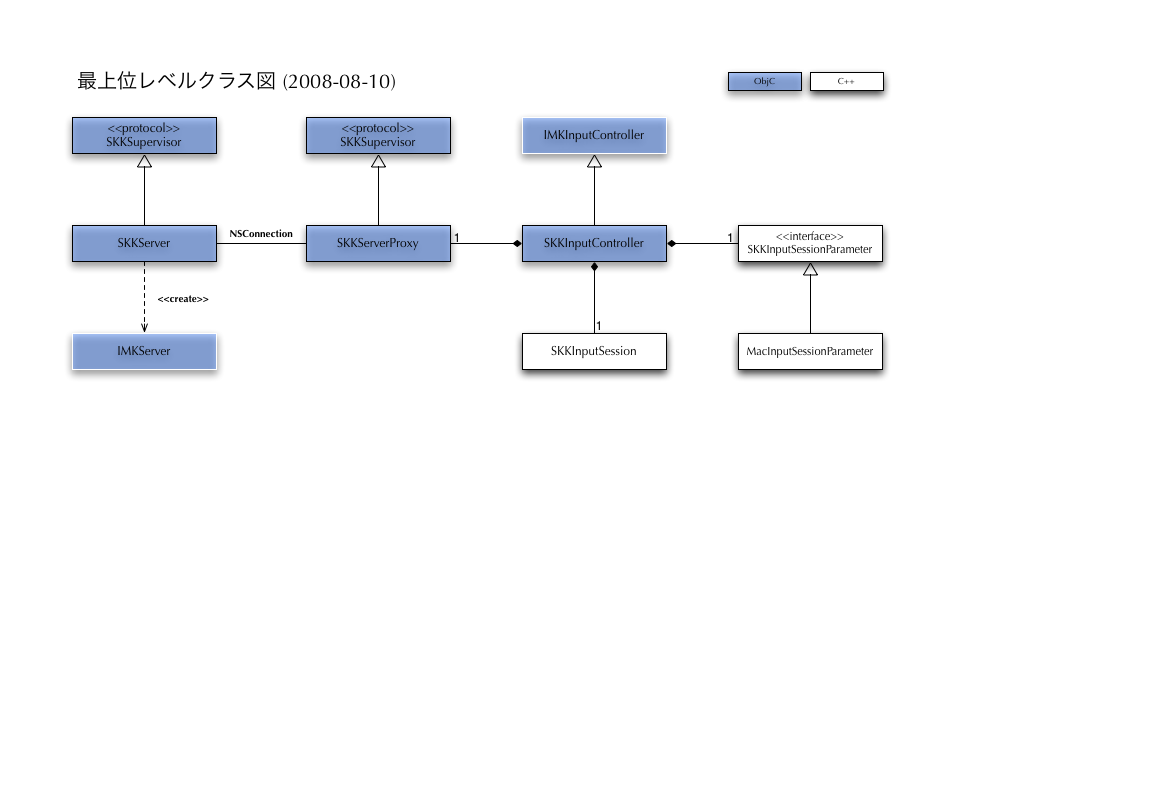 最上位レベルクラス図 (2008-08-10)
ObjC
C++
<<protocol>>
SKKSupervisor
<<protocol>>
SKKSupervisor
IMKInputController
SKKServer
NSConnection
SKKServerProxy
1
SKKInputController
1
<<interface>>
SKKInputSessionParameter
<<create>>
1
IMKServer
SKKInputSession
MacInputSessionParameter